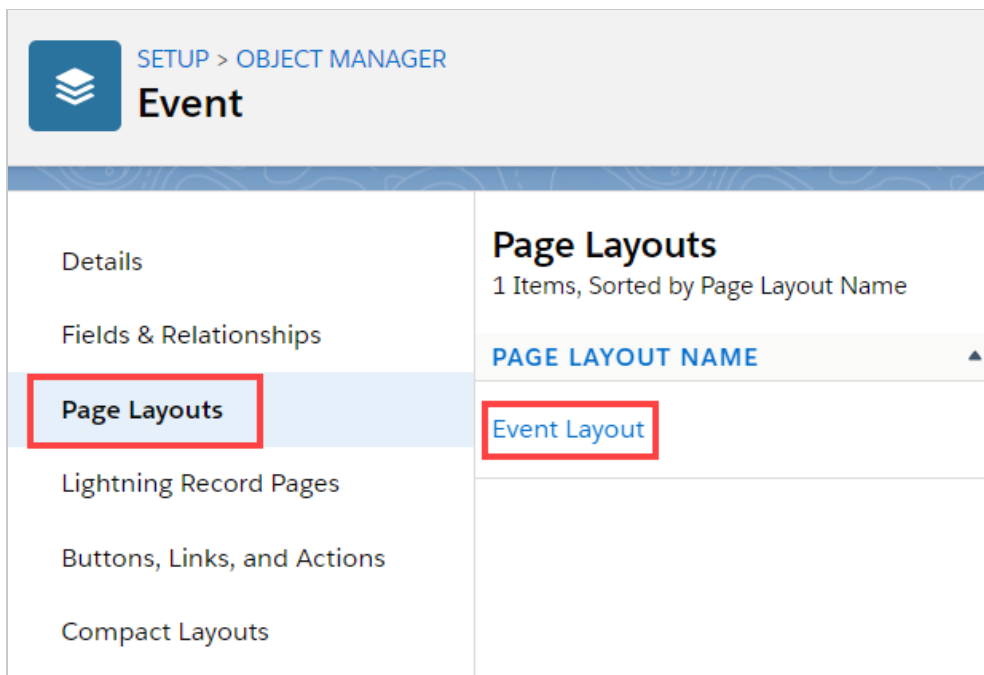 SETUP > OBJECT MANAGER
Event
Details
Fields & Relationships
Page Layouts
Lightning Record Pages
Buttons, Links, and Actions
Compact Layouts
Page Layouts
1 Items, Sorted by Page Layout Name
PAGE LAYOUT NAME
Event Layout